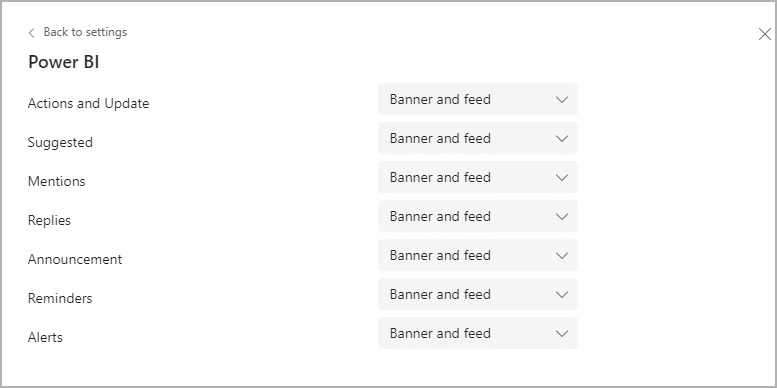 Back to settings
Power BI
Actions and Update Banner and feed
Suggested Banner and feed
Mentions Banner and feed
Replies Banner and feed
Announcement Banner and feed
Reminders Banner and feed
Alerts Banner and feed